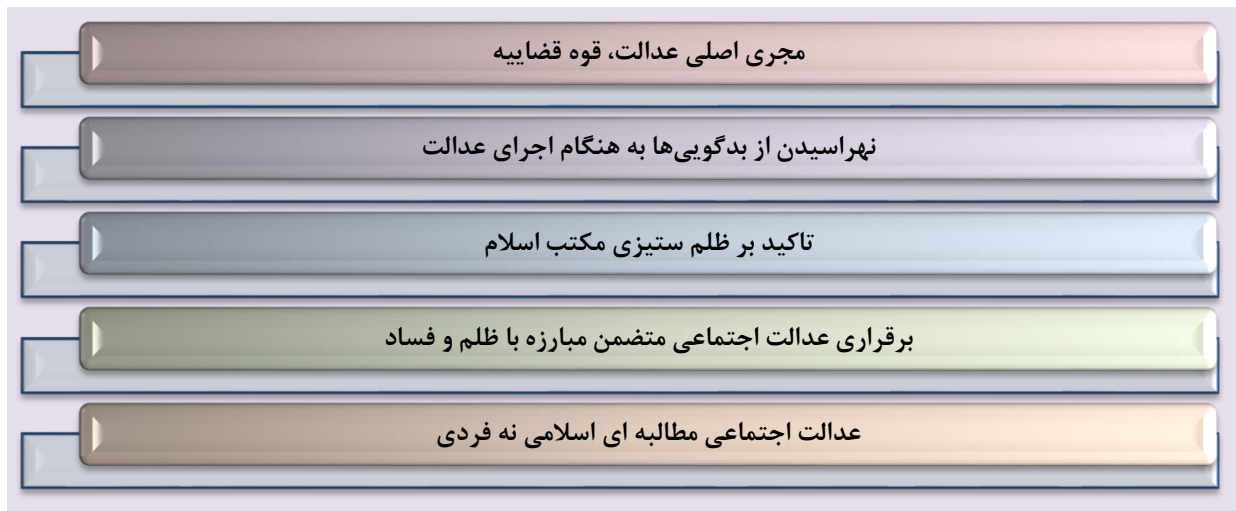 مجری اصلی عدالت، قوه قضاییه
نهراسیدن از بدگویی‌ها به هنگام اجرای عدالت
تاکید بر ظلم ستیزی مکتب اسلام
برقراری عدالت اجتماعی متضمن مبارزه با ظلم و فساد
عدالت اجتماعی مطالبه ای اسلامی نه فردی